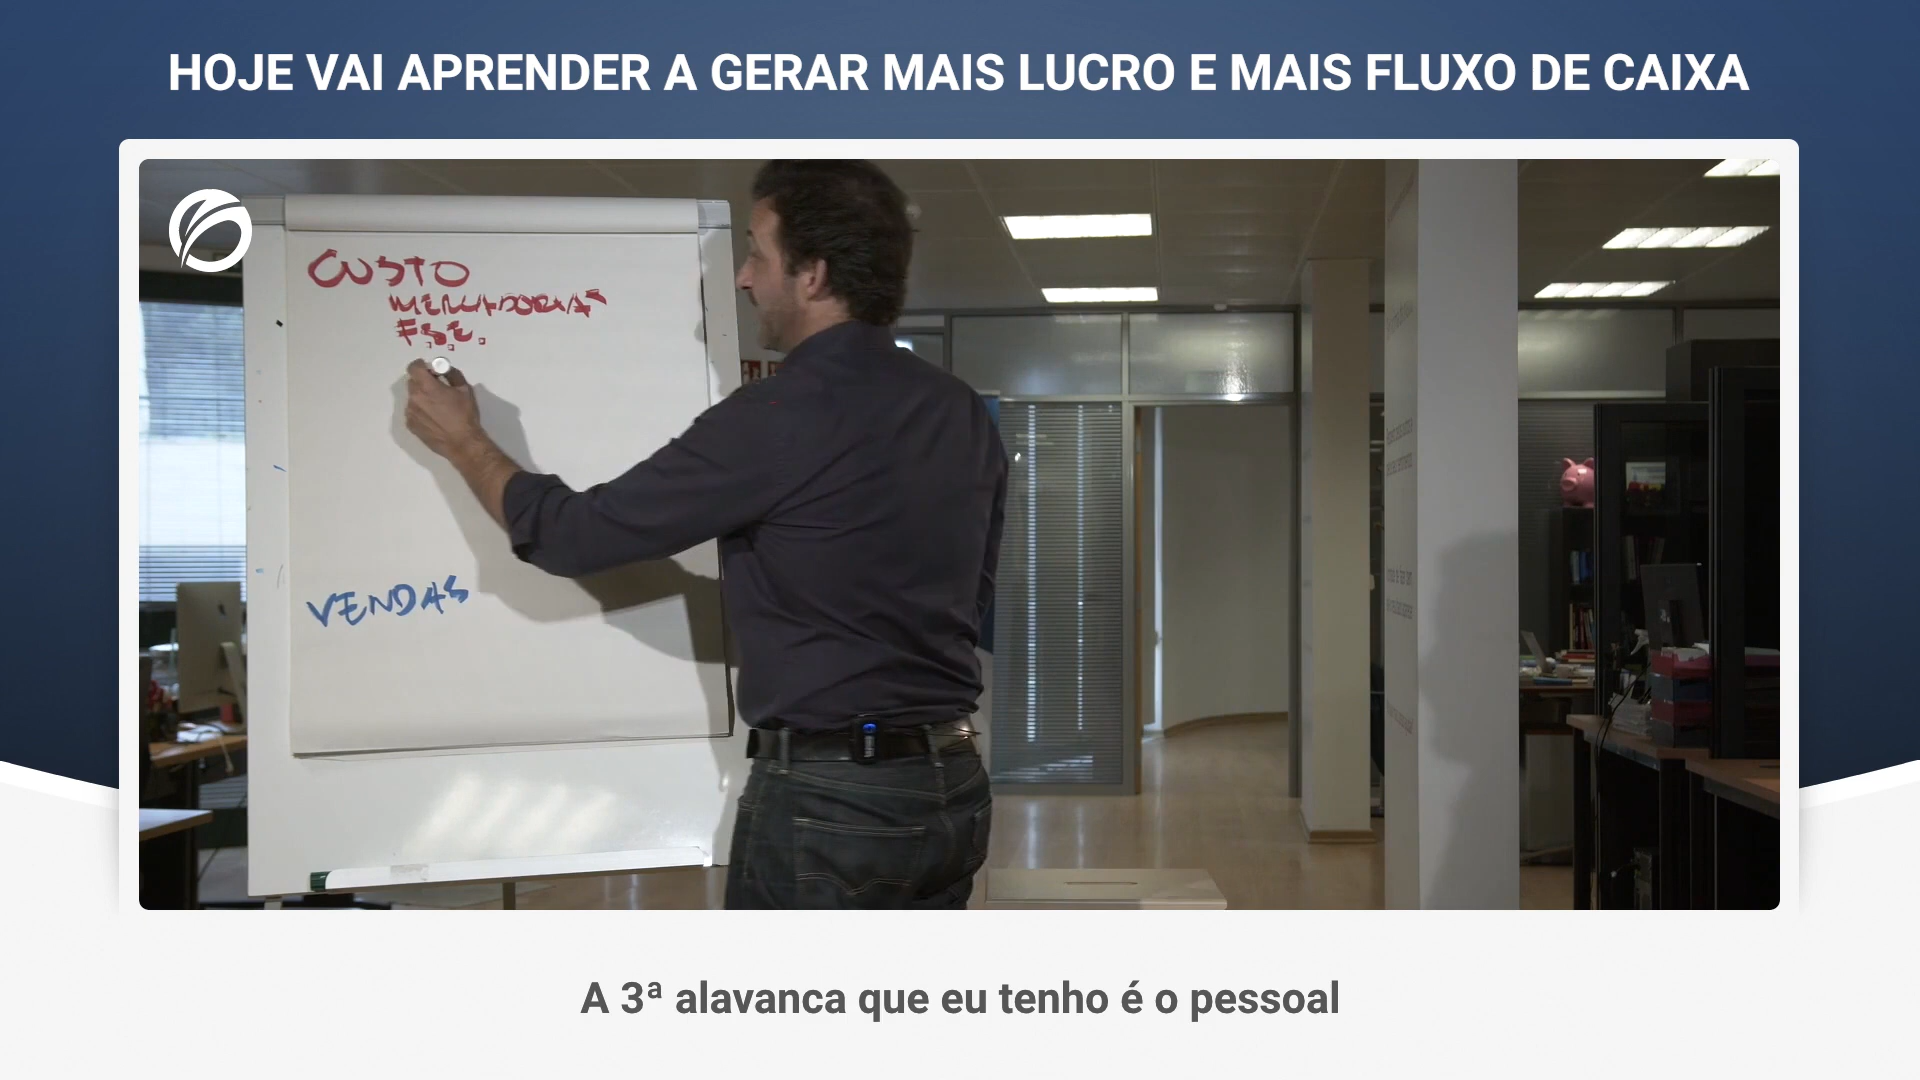 HOJE VAI APRENDER A GERAR MAIS LUCRO E MAIS FLUXO DE CAIXA
CUSTO
MERCADORIAS
F.S.E.
VENDAS
A 3ª alavanca que eu tenho é o pessoal